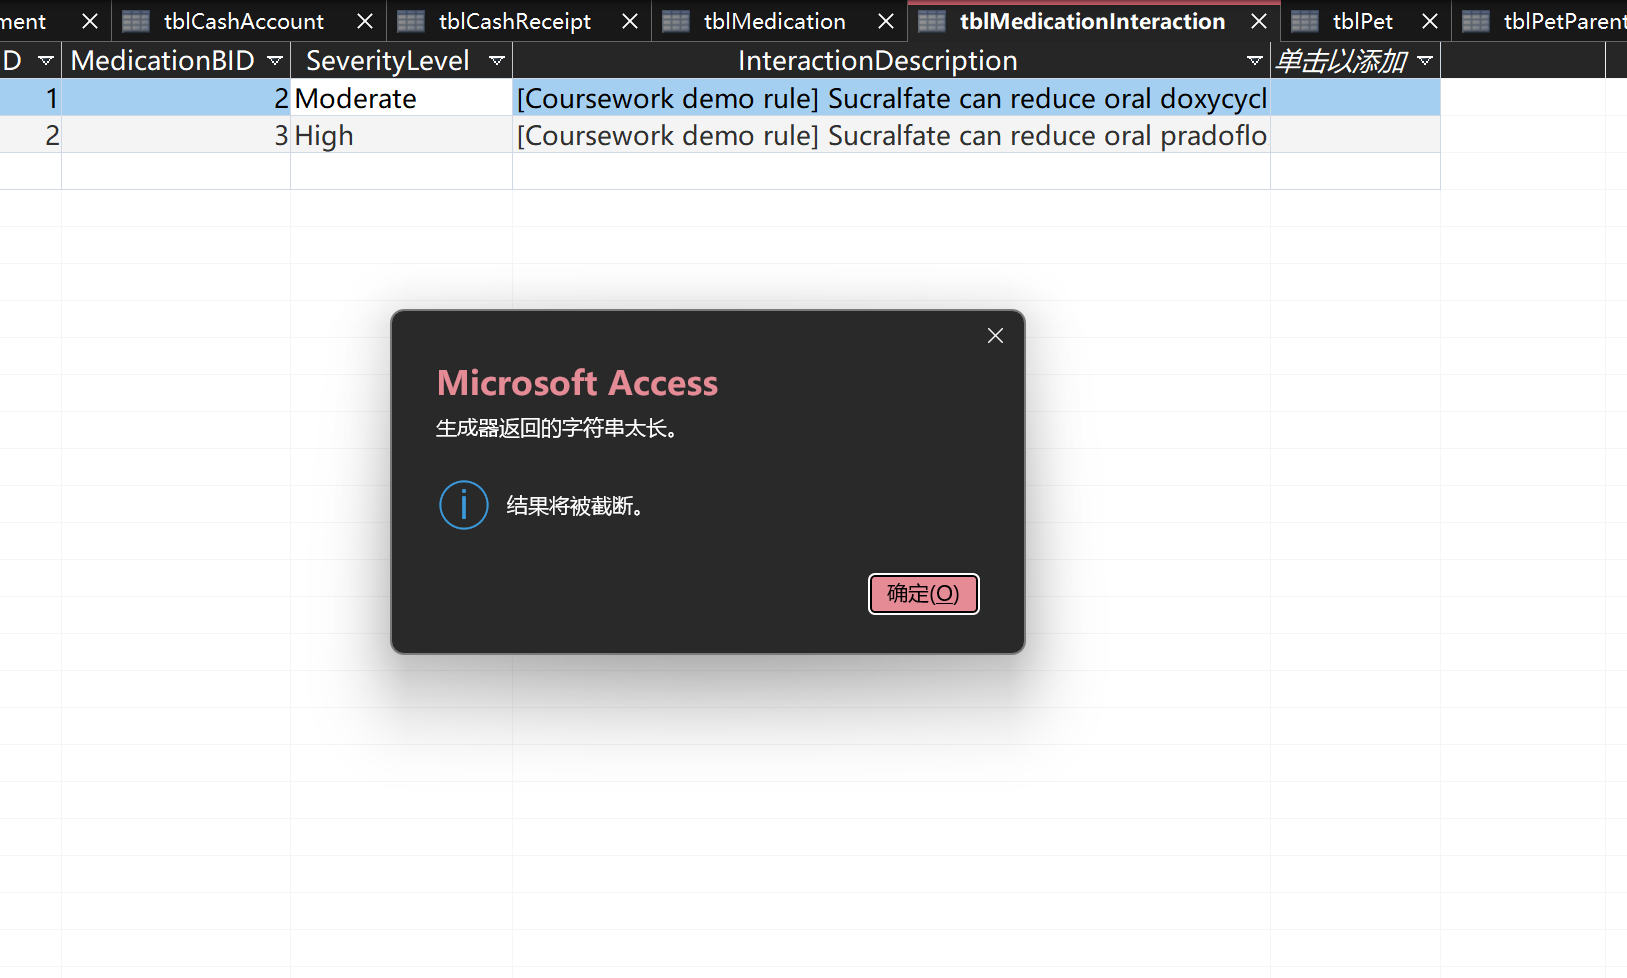 ment tblCashAccount tblCashReceipt tblMedication tblMedicationInteraction tblPet tblPetParent
D MedicationBID SeverityLevel InteractionDescription 单击以添加
1 2 Moderate [Coursework demo rule] Sucralfate can reduce oral doxycycl
2 3 High [Coursework demo rule] Sucralfate can reduce oral pradoflo
Microsoft Access
生成器返回的字符串太长。
结果将被截断。
确定(O)